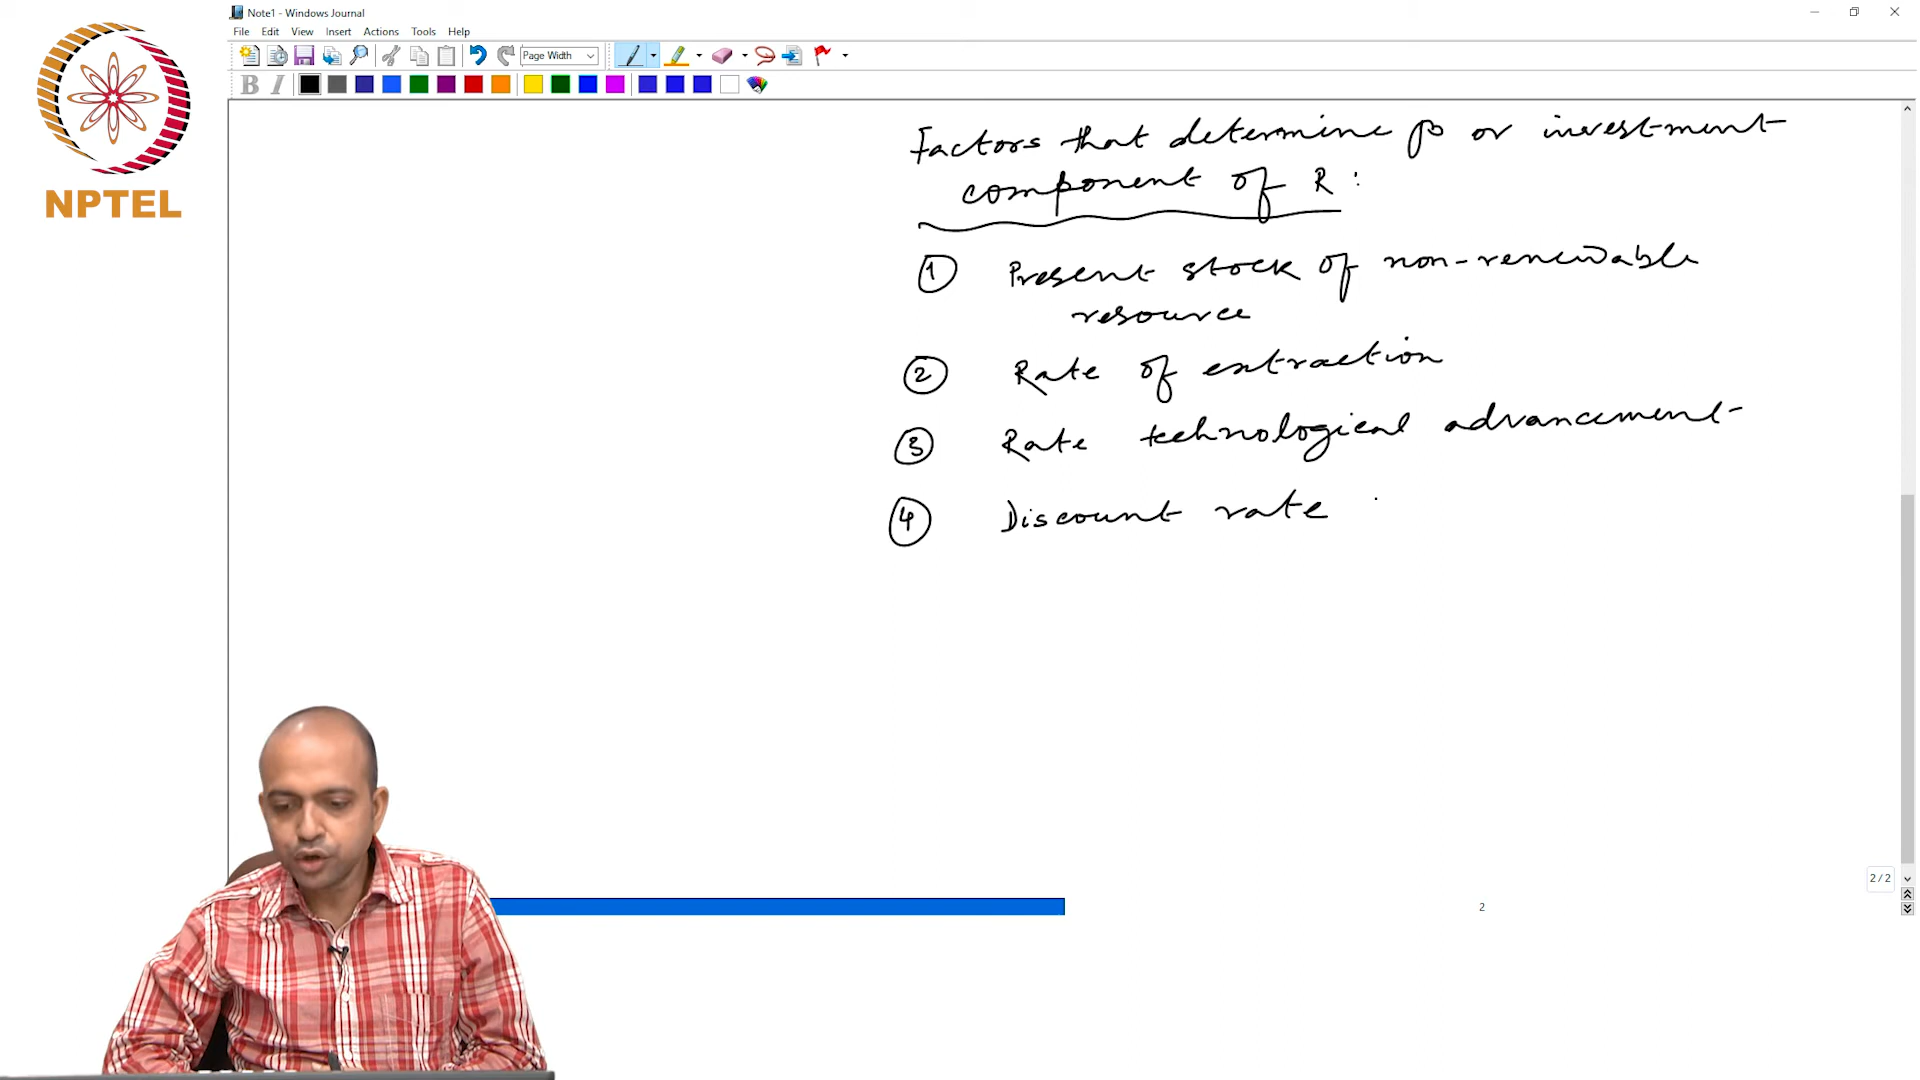 Note1 - Windows Journal
File Edit View Insert Actions Tools Help
Page Width
B I
NPTEL
Factors that determine β or investment
component of R :
1 Present stock of non-renewable
resource
2 Rate of extraction
3 Rate technological advancement
4 Discount rate
2/2
2